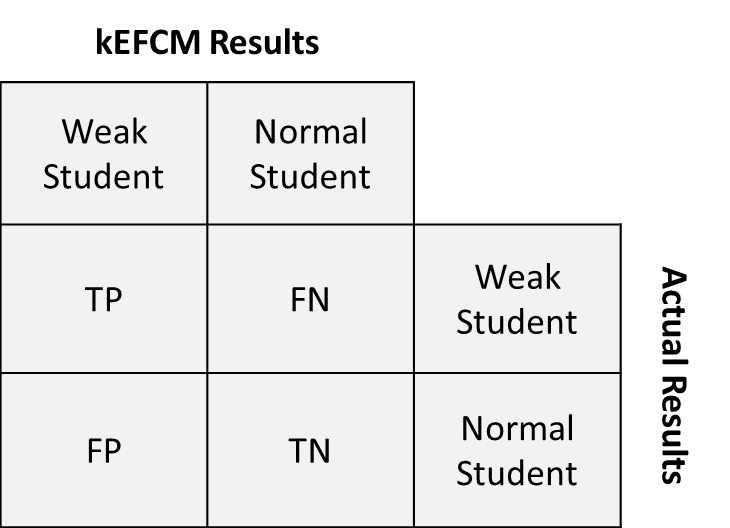 kEFCM Results
Weak
Student
Normal
Student
TP
FN
Weak
Student
FP
TN
Normal
Student
Actual Results